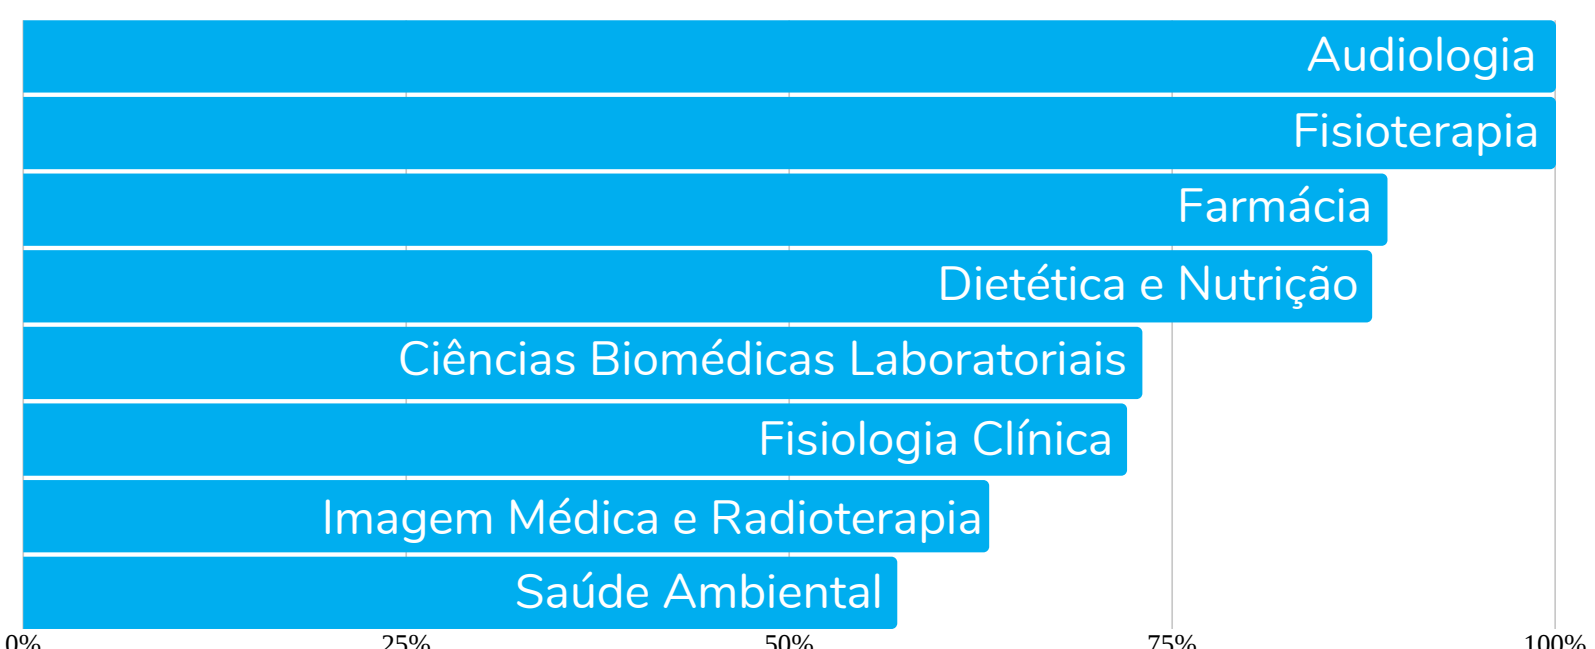 Audiologia
Fisioterapia
Farmácia
Dietética e Nutrição
Ciências Biomédicas Laboratoriais
Fisiologia Clínica
Imagem Médica e Radioterapia
Saúde Ambiental
0% 25% 50% 75% 100%